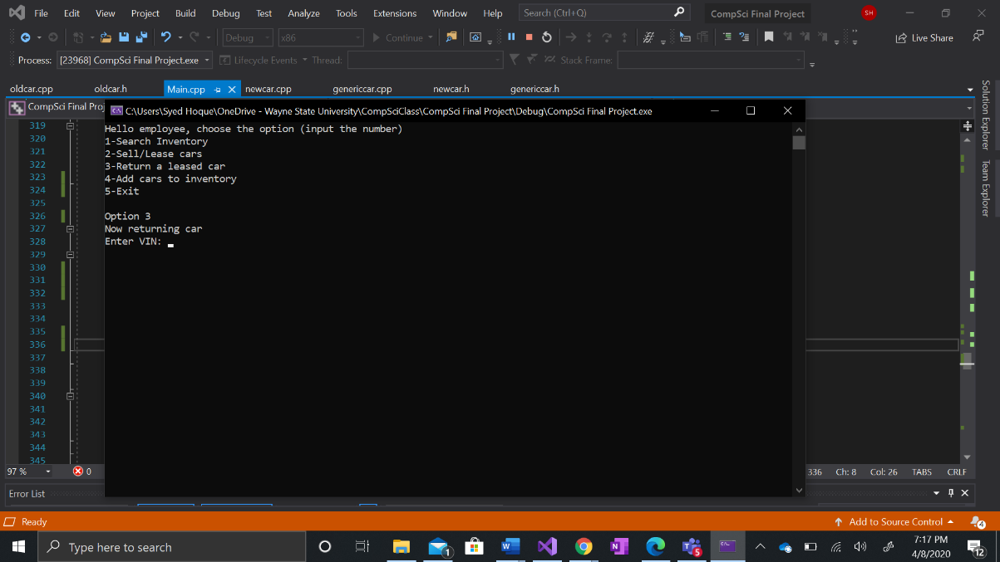 File Edit View Project Build Debug Test Analyze Tools Extensions Window Help Search (Ctrl+Q) CompSci Final Project SH
Debug x86 Continue Live Share
Process: [23968] CompSci Final Project.exe Lifecycle Events Thread: Stack Frame:
oldcar.cpp oldcar.h Main.cpp newcar.cpp genericcar.cpp newcar.h genericcar.h
CompSci Final Proj
C:\Users\Syed Hoque\OneDrive - Wayne State University\CompSciClass\CompSci Final Project\Debug\CompSci Final Project.exe
Hello employee, choose the option (input the number)
1-Search Inventory
2-Sell/Lease cars
3-Return a leased car
4-Add cars to inventory
5-Exit
Option 3
Now returning car
Enter VIN:
319
320
321
322
323
324
325
326
327
328
329
330
331
332
333
334
335
336
337
338
339
340
341
342
343
344
345
Solution Explorer
Team Explorer
97 % 0 336 Ch: 8 Col: 26 TABS CRLF
Error List
Ready Add to Source Control 4
Type here to search 1 5 7:17 PM
4/8/2020 12